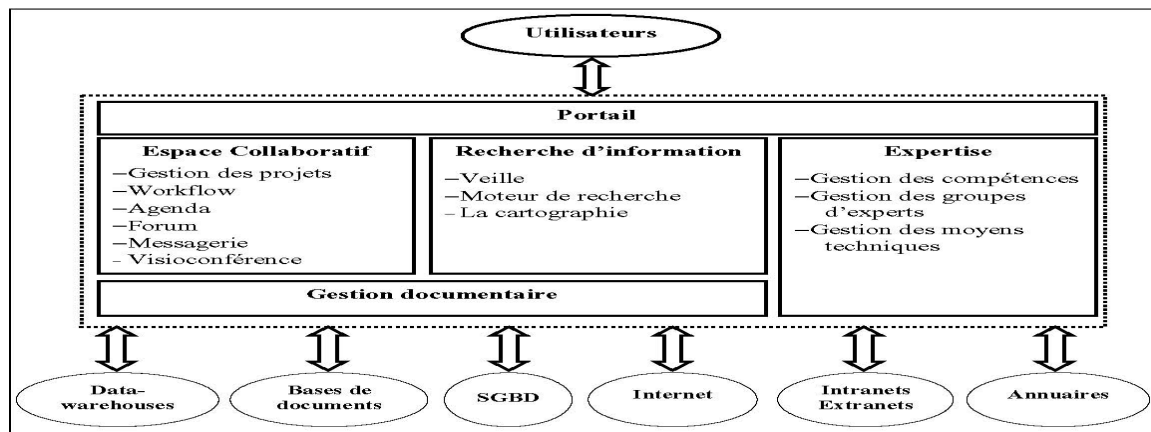 Utilisateurs
Portail
Espace Collaboratif
–Gestion des projets
–Workflow
–Agenda
–Forum
–Messagerie
- Visioconférence
Recherche d’information
–Veille
–Moteur de recherche
- La cartographie
Expertise
–Gestion des compétences
–Gestion des groupes
d’experts
–Gestion des moyens
techniques
Gestion documentaire
Data-
warehouses
Bases de
documents
SGBD
Internet
Intranets
Extranets
Annuaires